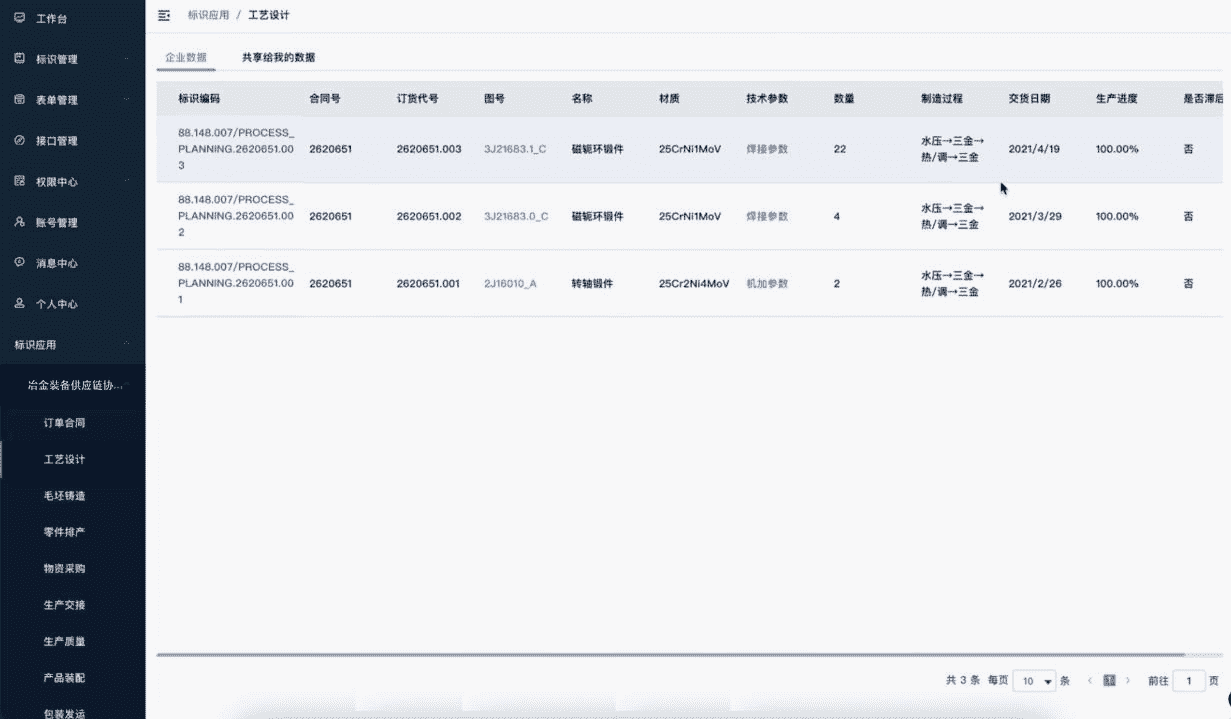 工作台
标识管理
表单管理
接口管理
权限中心
账号管理
消息中心
个人中心
标识应用
冶金装备供应链协...
订单合同
工艺设计
毛坯铸造
零件排产
物资采购
生产交接
生产质量
产品装配
包装发运
标识应用 / 工艺设计
企业数据 共享给我的数据
标识编码 合同号 订货代号 图号 名称 材质 技术参数 数量 制造过程 交货日期 生产进度 是否滞后
88.148.007/PROCESS_
PLANNING.2620651.00
3
2620651 2620651.003 3J21683.1_C 磁轭环锻件 25CrNi1MoV 焊接参数 22
水压→三金→
热/调→三金
2021/4/19 100.00% 否
88.148.007/PROCESS_
PLANNING.2620651.00
2
2620651 2620651.002 3J21683.0_C 磁轭环锻件 25CrNi1MoV 焊接参数 4
水压→三金→
热/调→三金
2021/3/29 100.00% 否
88.148.007/PROCESS_
PLANNING.2620651.00
1
2620651 2620651.001 2J16010_A 转轴锻件 25Cr2Ni4MoV 机加参数 2
水压→三金→
热/调→三金
2021/2/26 100.00% 否
共 3 条 每页 10 条 前往 1 页